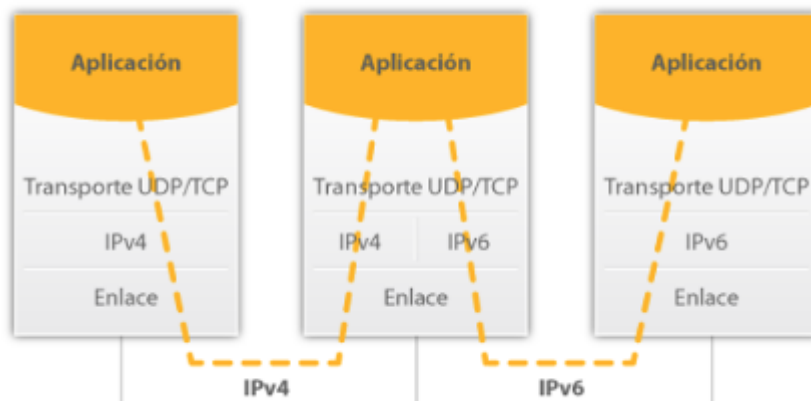 Aplicación
Aplicación
Aplicación
Transporte UDP/TCP
Transporte UDP/TCP
Transporte UDP/TCP
IPv4
IPv4
IPv6
IPv6
Enlace
Enlace
Enlace
IPv4
IPv6